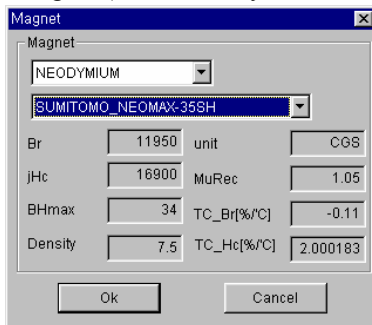 Magnet
Magnet
NEODYMIUM
SUMITOMO_NEOMAX-35SH
Br 11950 unit CGS
jHc 16900 MuRec 1.05
BHmax 34 TC_Br[%/'C] -0.11
Density 7.5 TC_Hc[%/'C] 2.000183
Ok Cancel